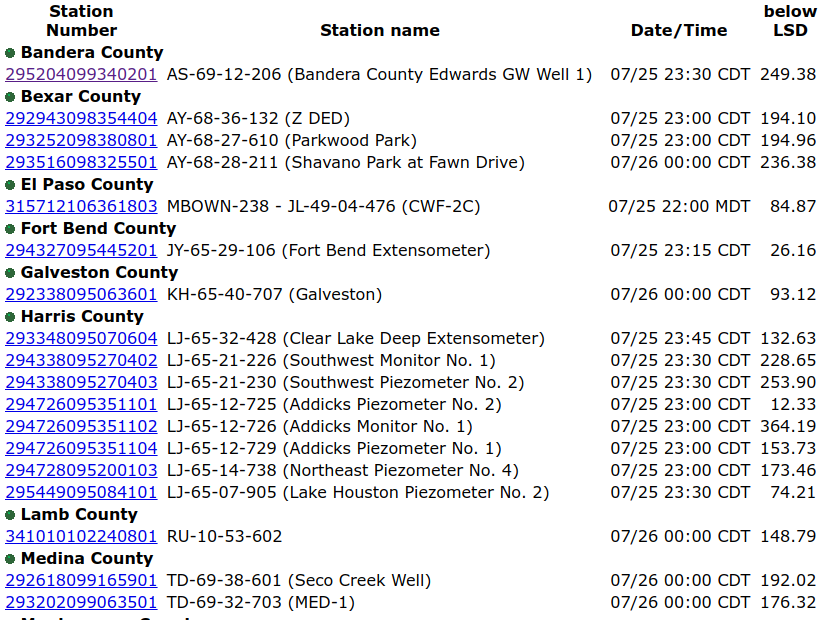 Station below
Number Station name Date/Time LSD
Bandera County
295204099340201 AS-69-12-206 (Bandera County Edwards GW Well 1) 07/25 23:30 CDT 249.38
Bexar County
292943098354404 AY-68-36-132 (Z DED) 07/25 23:00 CDT 194.10
293252098380801 AY-68-27-610 (Parkwood Park) 07/25 23:00 CDT 194.96
293516098325501 AY-68-28-211 (Shavano Park at Fawn Drive) 07/26 00:00 CDT 236.38
El Paso County
315712106361803 MBOWN-238 - JL-49-04-476 (CWF-2C) 07/25 22:00 MDT 84.87
Fort Bend County
294327095445201 JY-65-29-106 (Fort Bend Extensometer) 07/25 23:15 CDT 26.16
Galveston County
292338095063601 KH-65-40-707 (Galveston) 07/26 00:00 CDT 93.12
Harris County
293348095070604 LJ-65-32-428 (Clear Lake Deep Extensometer) 07/25 23:45 CDT 132.63
294338095270402 LJ-65-21-226 (Southwest Monitor No. 1) 07/25 23:30 CDT 228.65
294338095270403 LJ-65-21-230 (Southwest Piezometer No. 2) 07/25 23:30 CDT 253.90
294726095351101 LJ-65-12-725 (Addicks Piezometer No. 2) 07/25 23:00 CDT 12.33
294726095351102 LJ-65-12-726 (Addicks Monitor No. 1) 07/25 23:00 CDT 364.19
294726095351104 LJ-65-12-729 (Addicks Piezometer No. 1) 07/25 23:00 CDT 153.73
294728095200103 LJ-65-14-738 (Northeast Piezometer No. 4) 07/25 23:00 CDT 173.46
295449095084101 LJ-65-07-905 (Lake Houston Piezometer No. 2) 07/25 23:30 CDT 74.21
Lamb County
341010102240801 RU-10-53-602 07/26 00:00 CDT 148.79
Medina County
292618099165901 TD-69-38-601 (Seco Creek Well) 07/26 00:00 CDT 192.02
293202099063501 TD-69-32-703 (MED-1) 07/26 00:00 CDT 176.32